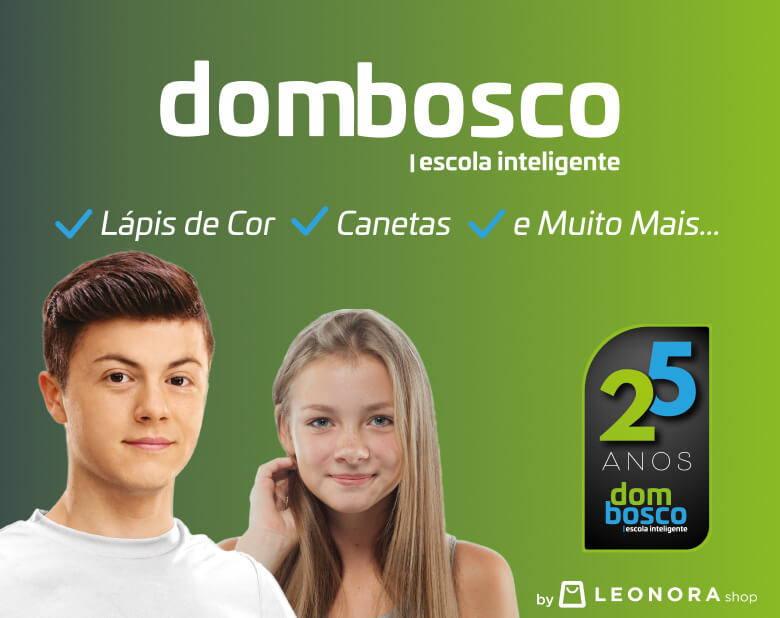 dombosco
| escola inteligente
Lápis de Cor Canetas e Muito Mais...
25
ANOS
dom
bosco
| escola inteligente
by LEONORA shop